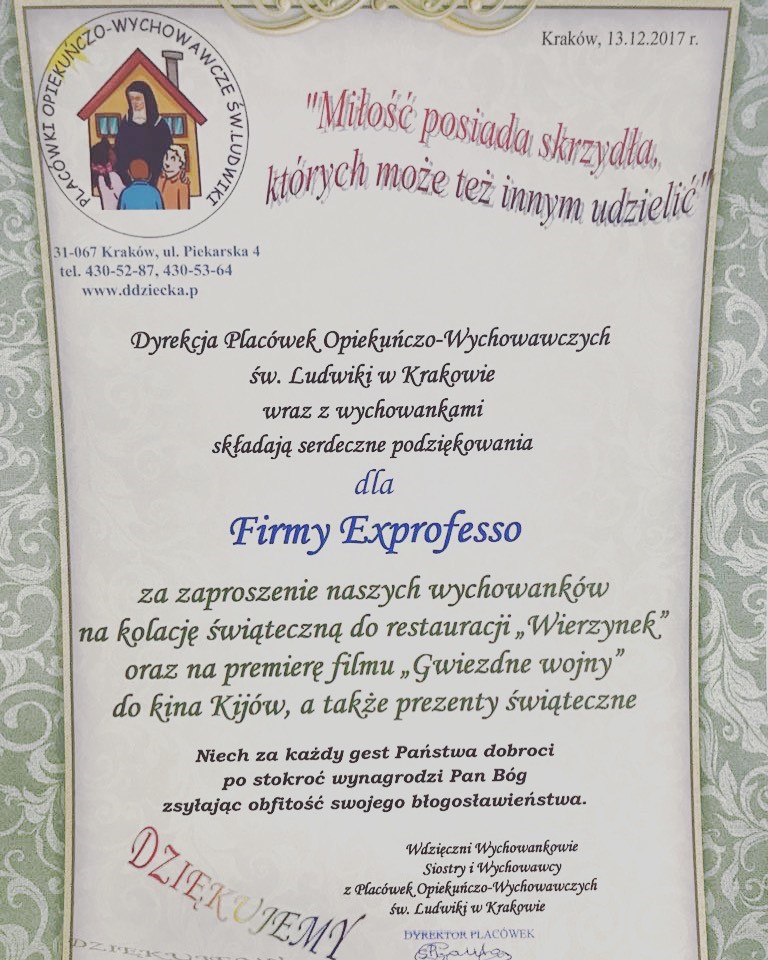 PLACÓWKI OPIEKUŃCZO-WYCHOWAWCZE ŚW.LUDWIKI
Kraków, 13.12.2017 r.
"Miłość posiada skrzydła,
których może też innym udzielić"
31-067 Kraków, ul. Piekarska 4
tel. 430-52-87, 430-53-64
www.ddziecka.p
Dyrekcja Placówek Opiekuńczo-Wychowawczych
św. Ludwiki w Krakowie
wraz z wychowankami
składają serdeczne podziękowania
dla
Firmy Exprofesso
za zaproszenie naszych wychowanków
na kolację świąteczną do restauracji „Wierzynek”
oraz na premierę filmu „Gwiezdne wojny”
do kina Kijów, a także prezenty świąteczne
Niech za każdy gest Państwa dobroci
po stokroć wynagrodzi Pan Bóg
zsyłając obfitość swojego błogosławieństwa.
DZIĘKUJEMY
Wdzięczni Wychowankowie
Siostry i Wychowawcy
z Placówek Opiekuńczo-Wychowawczych
św. Ludwiki w Krakowie
DYREKTOR PLACÓWEK